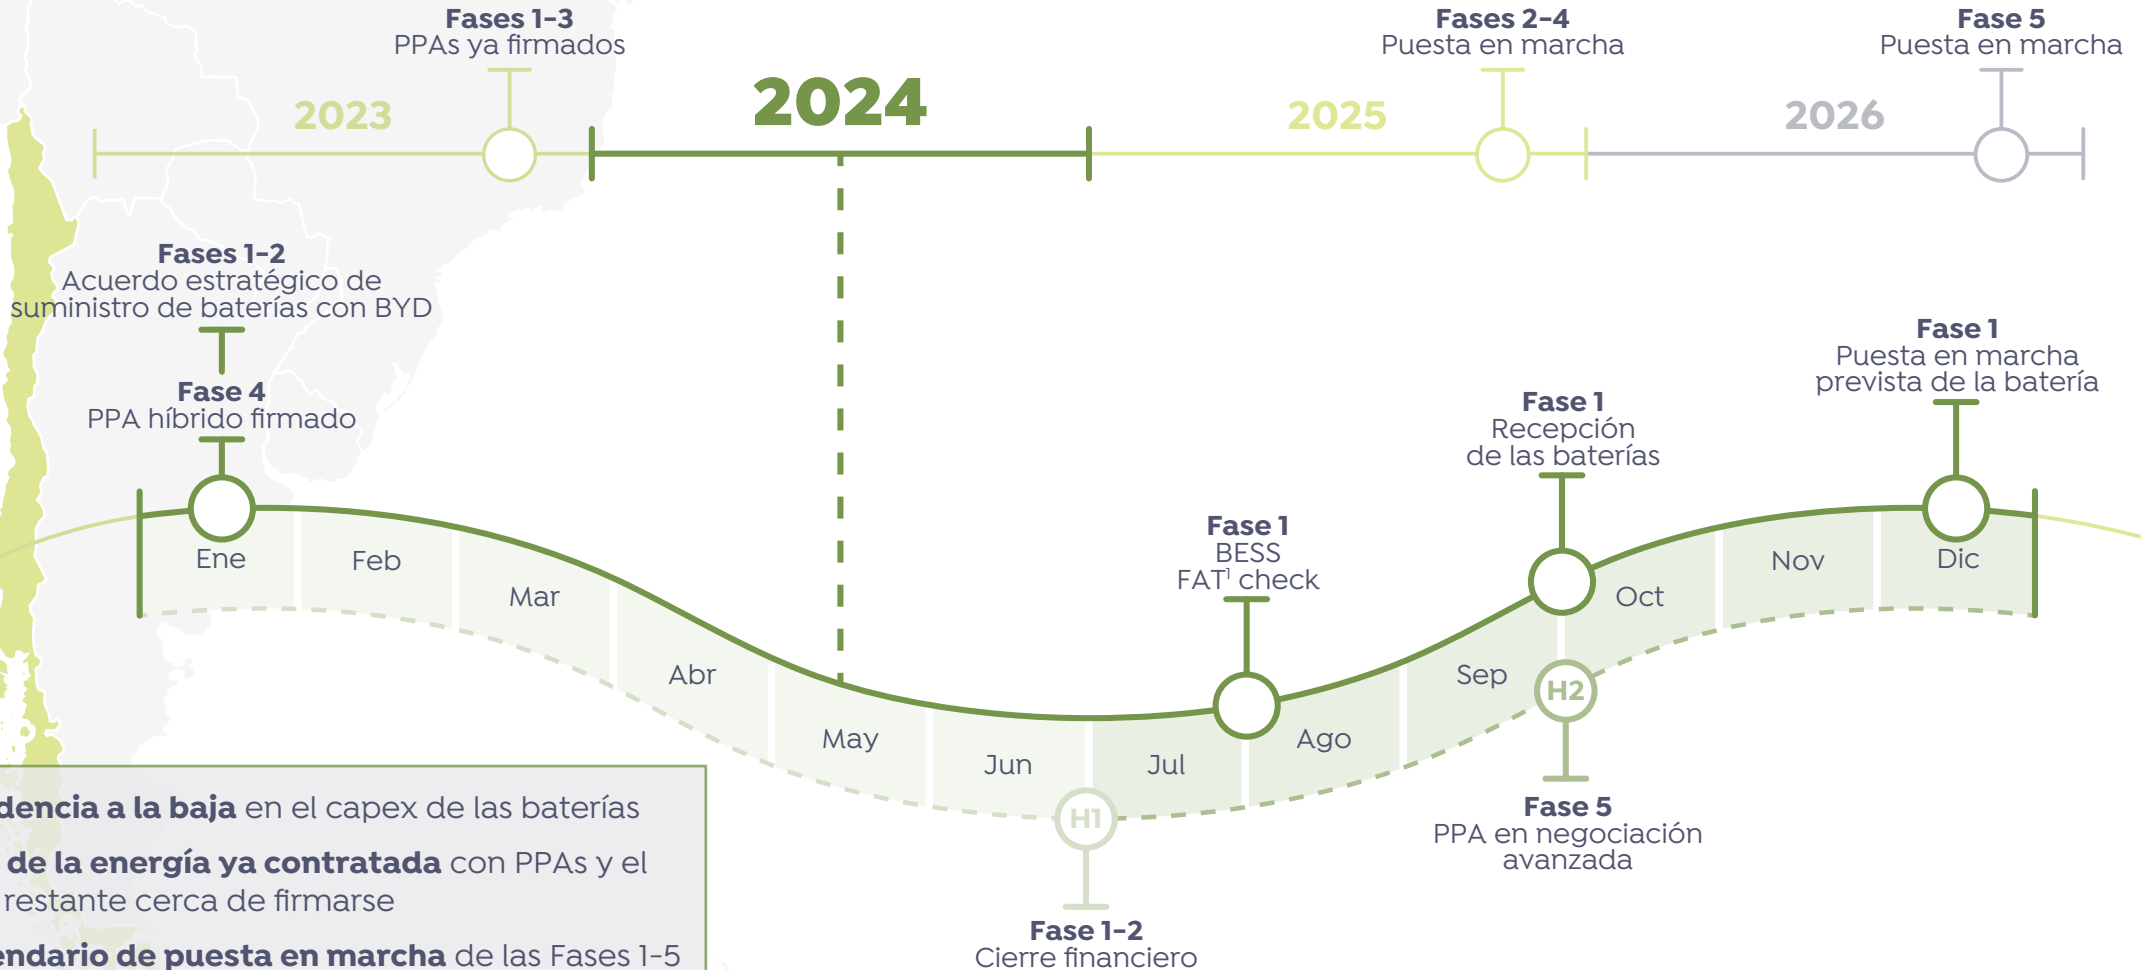 Fases 1-3
PPAs ya firmados
Fases 2-4
Puesta en marcha
Fase 5
Puesta en marcha
2023
2024
2025
2026
Fases 1-2
Acuerdo estratégico de
suministro de baterías con BYD
Fase 4
PPA híbrido firmado
Fase 1
BESS
FAT¹ check
Fase 1
Recepción
de las baterías
Fase 1
Puesta en marcha
prevista de la batería
Ene
Feb
Mar
Abr
May
Jun
Jul
Ago
Sep
Oct
Nov
Dic
H1
H2
Fase 1-2
Cierre financiero
Fase 5
PPA en negociación
avanzada
dencia a la baja en el capex de las baterías
de la energía ya contratada con PPAs y el
restante cerca de firmarse
endario de puesta en marcha de las Fases 1-5